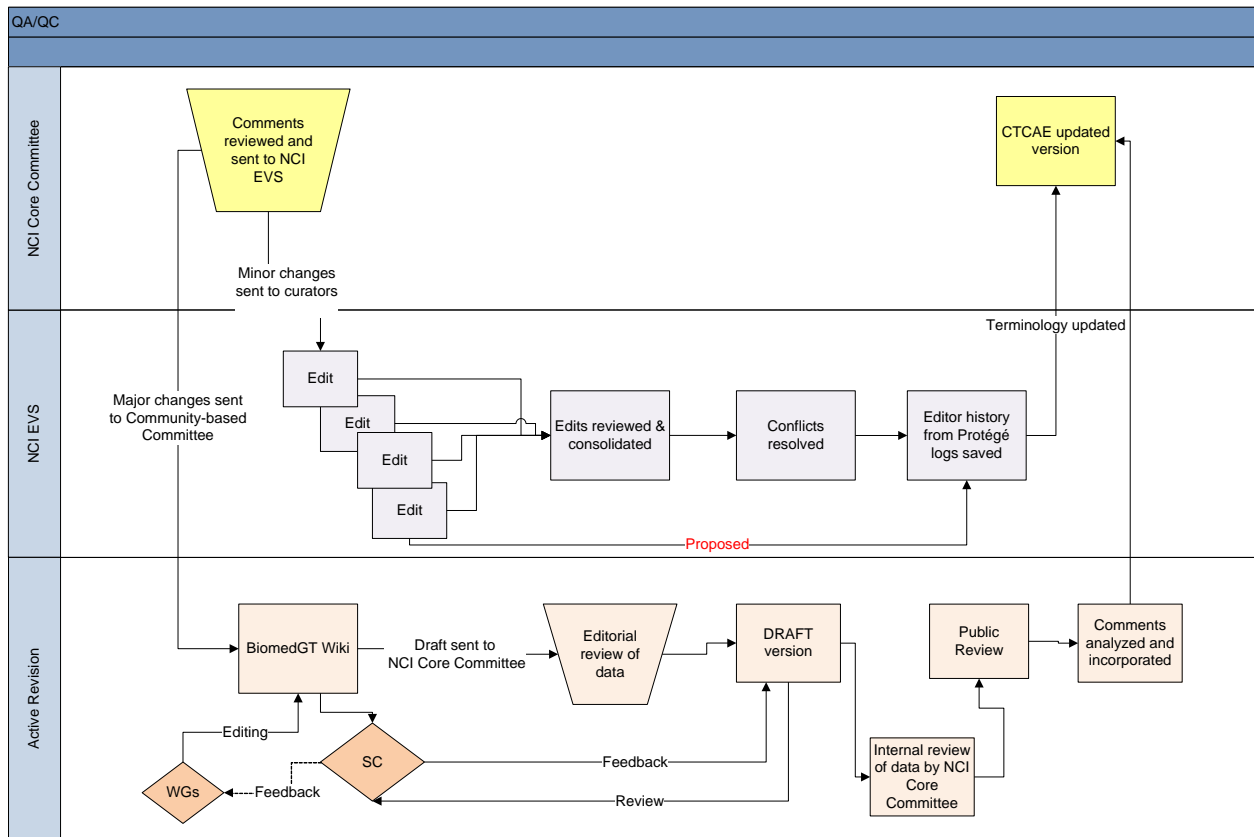 QA/QC
NCI Core Committee
Comments
reviewed and
sent to NCI
EVS
CTCAE updated
version
Minor changes
sent to curators
NCI EVS
Terminology updated
Major changes sent
to Community-based
Committee
Edit
Edit
Edit
Edit
Edits reviewed &
consolidated
Conflicts
resolved
Editor history
from Protégé
logs saved
Proposed
Active Revision
BiomedGT Wiki
Draft sent to
NCI Core Committee
Editorial
review of
data
DRAFT
version
Public
Review
Comments
analyzed and
incorporated
Editing
WGs
Feedback
SC
Feedback
Review
Internal review
of data by NCI
Core
Committee